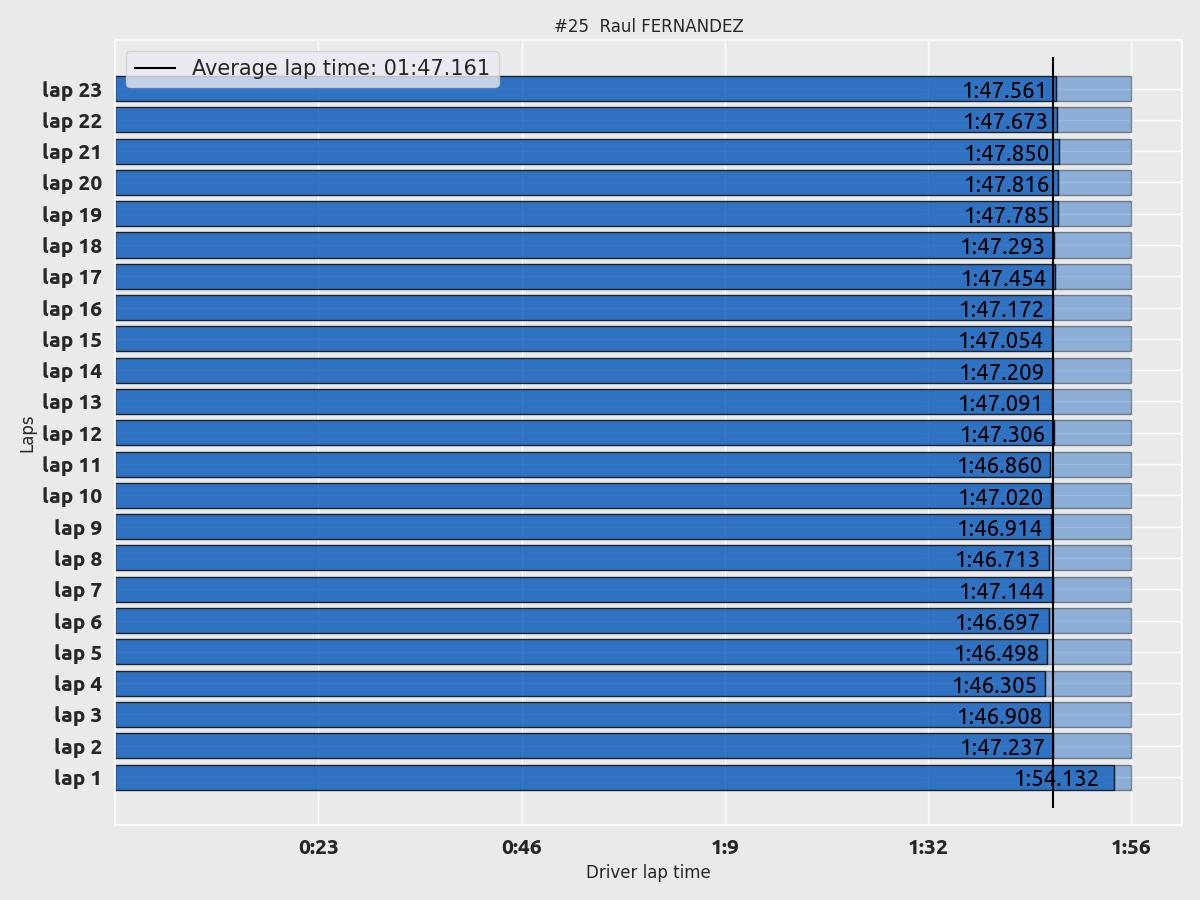 #25  Raul FERNANDEZ
Average lap time: 01:47.161
lap 23 1:47.561
lap 22 1:47.673
lap 21 1:47.850
lap 20 1:47.816
lap 19 1:47.785
lap 18 1:47.293
lap 17 1:47.454
lap 16 1:47.172
lap 15 1:47.054
lap 14 1:47.209
lap 13 1:47.091
lap 12 1:47.306
lap 11 1:46.860
lap 10 1:47.020
lap 9 1:46.914
lap 8 1:46.713
lap 7 1:47.144
lap 6 1:46.697
lap 5 1:46.498
lap 4 1:46.305
lap 3 1:46.908
lap 2 1:47.237
lap 1 1:54.132
Laps
0:23 0:46 1:9 1:32 1:56
Driver lap time